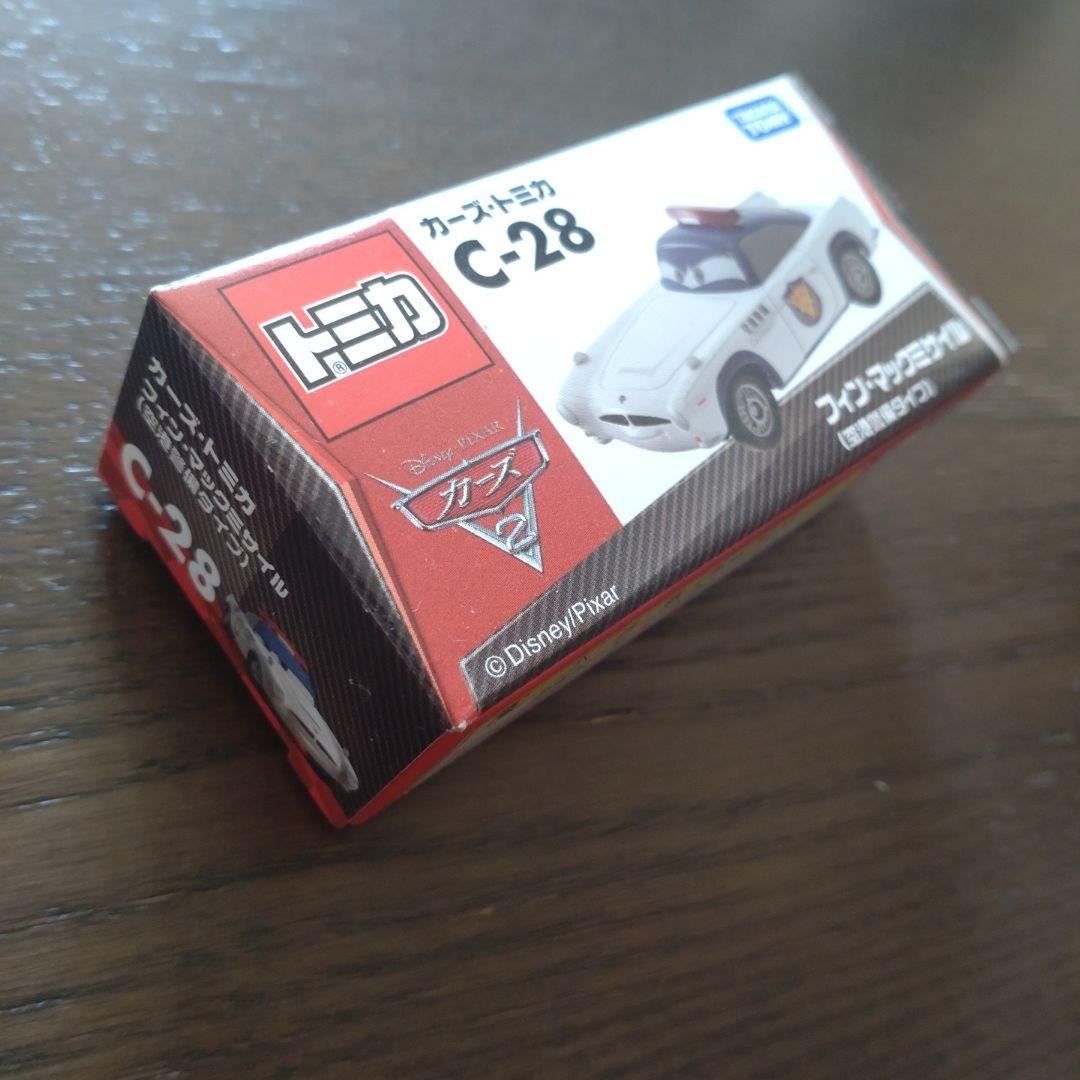 TAKARA
TOMY
カーズ・トミカ
C-28
トミカ®
Disney PIXAR
カーズ
2
フィン・マックミサイル
(空港警備タイプ)
© Disney/Pixar
カーズ・トミカ
フィン・マックミサイル
(空港警備タイプ)
C-28